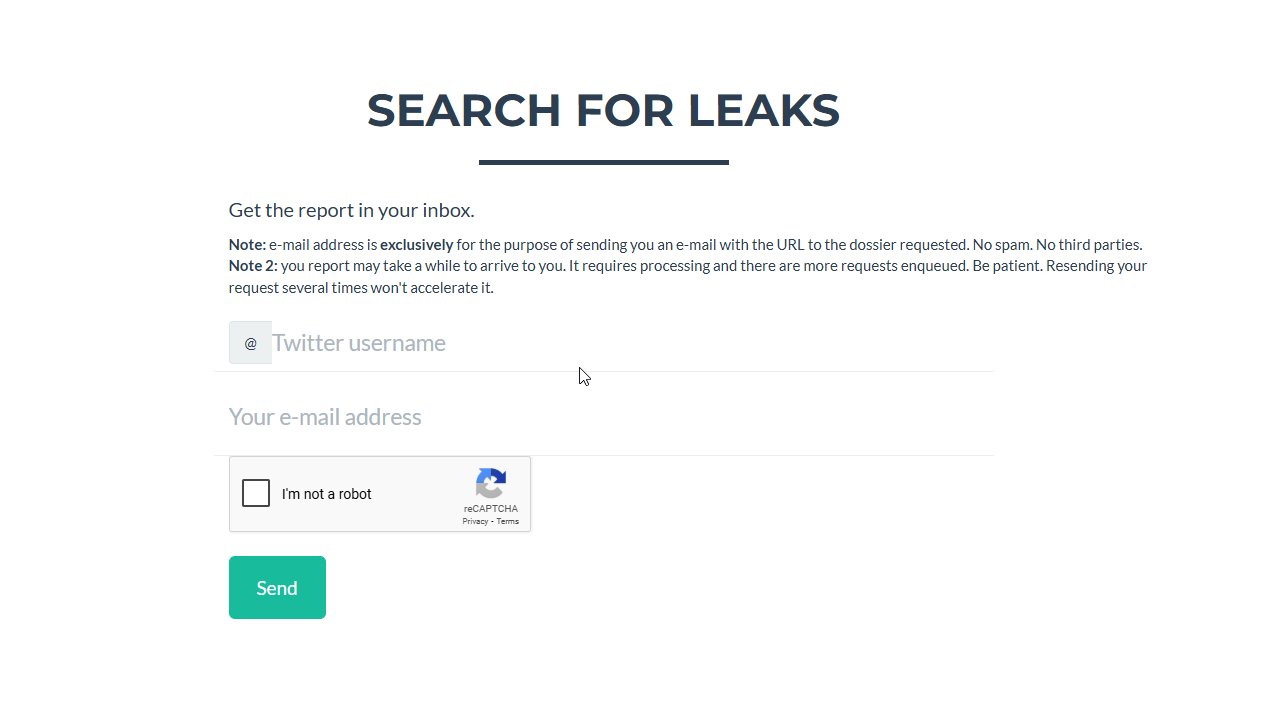 SEARCH FOR LEAKS
Get the report in your inbox.
Note: e-mail address is exclusively for the purpose of sending you an e-mail with the URL to the dossier requested. No spam. No third parties.
Note 2: you report may take a while to arrive to you. It requires processing and there are more requests enqueued. Be patient. Resending your
request several times won't accelerate it.
@ Twitter username
Your e-mail address
I'm not a robot
reCAPTCHA
Privacy - Terms
Send